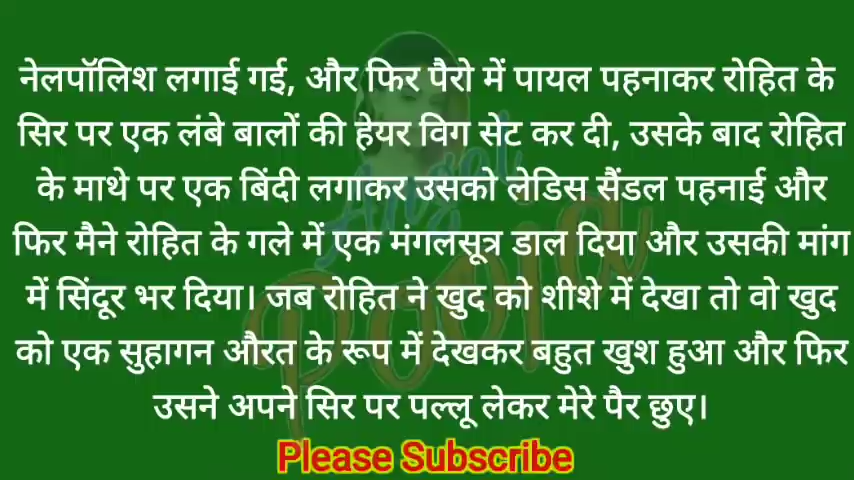 नेलपॉलिश लगाई गई, और फिर पैरो में पायल पहनाकर रोहित के
सिर पर एक लंबे बालों की हेयर विग सेट कर दी, उसके बाद रोहित
के माथे पर एक बिंदी लगाकर उसको लेडिस सैंडल पहनाई और
फिर मैने रोहित के गले में एक मंगलसूत्र डाल दिया और उसकी मांग
में सिंदूर भर दिया। जब रोहित ने खुद को शीशे में देखा तो वो खुद
को एक सुहागन औरत के रूप में देखकर बहुत खुश हुआ और फिर
उसने अपने सिर पर पल्लू लेकर मेरे पैर छुए।
Please Subscribe